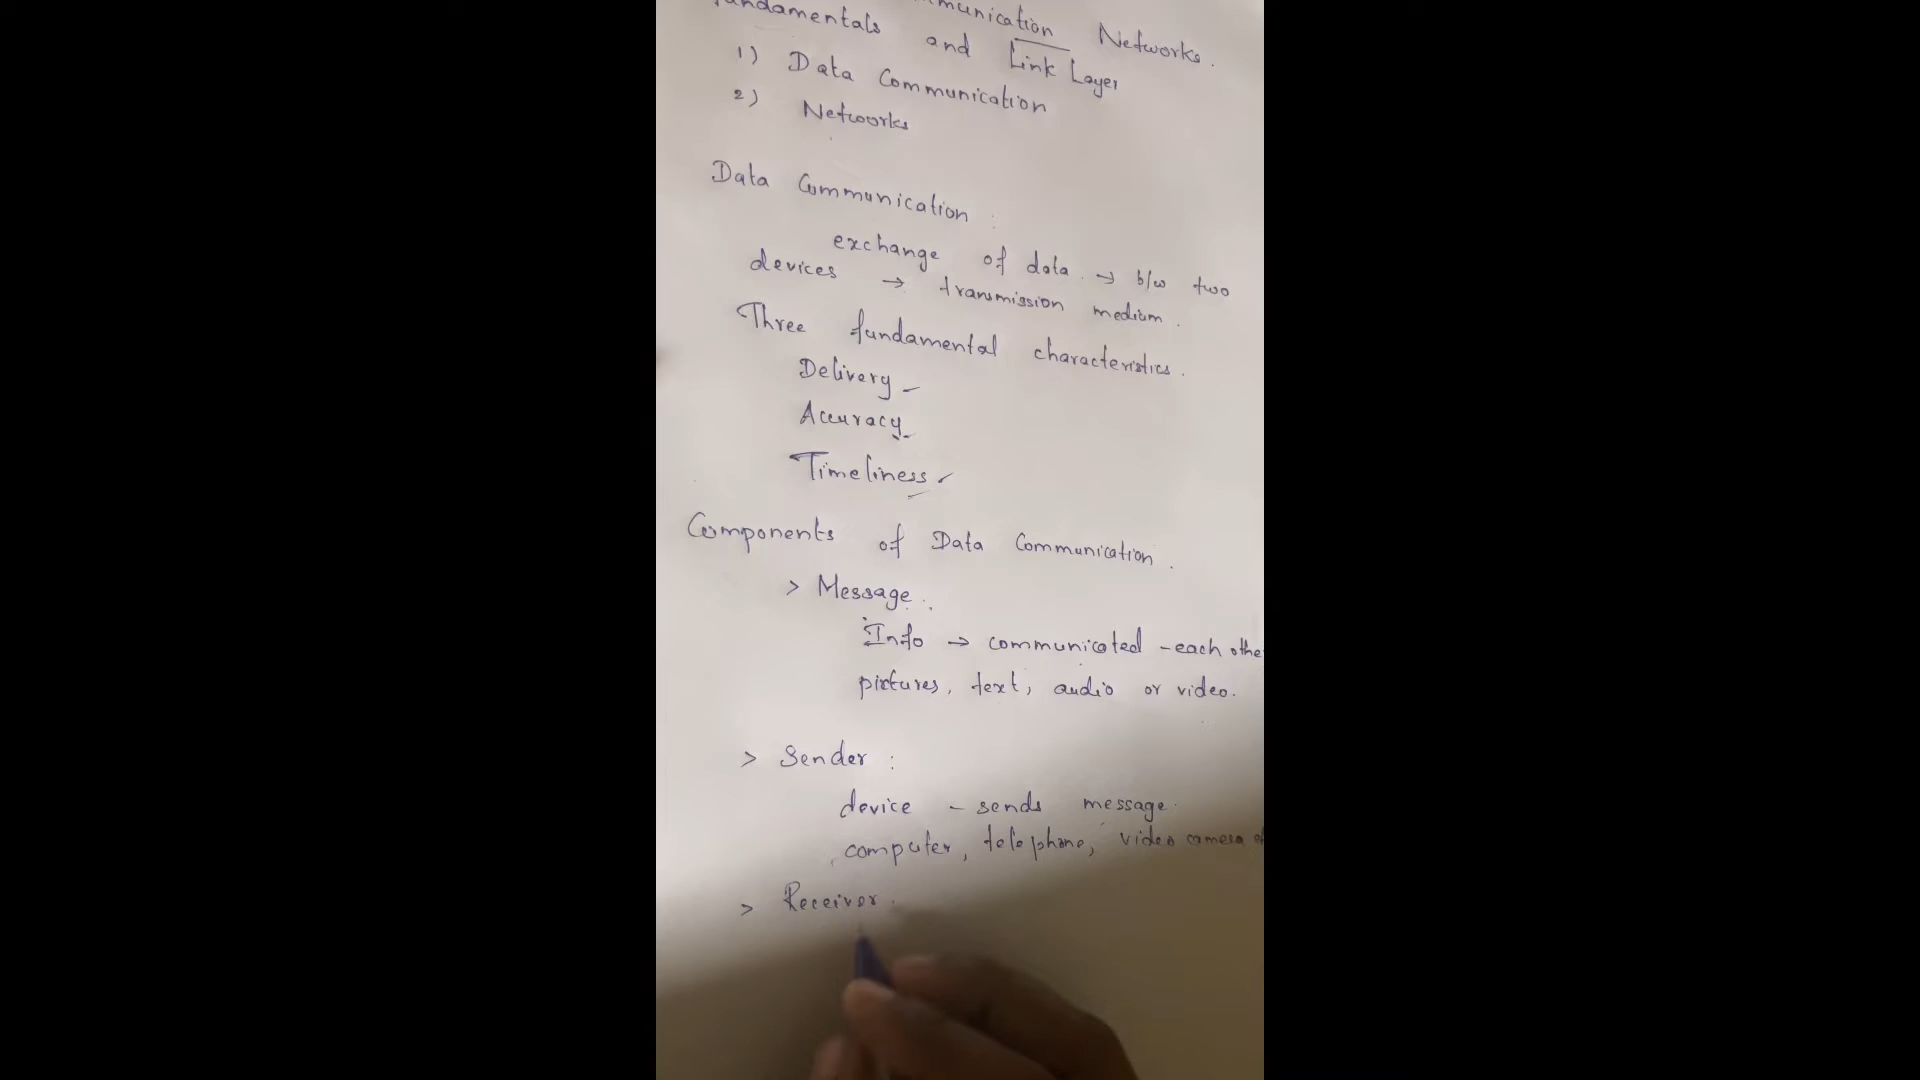 Networks.
fundamentals and Link Layer
1) Data Communication
2) Networks
Data Communication
exchange of data → b/w two
devices → transmission medium.
Three fundamental characteristics.
Delivery
Accuracy
Timeliness
Components of Data Communication.
> Message:
Info → communicated - each othe
pictures, text, audio or video.
> Sender:
device - sends message.
computer, telephone, video camera
> Receiver: